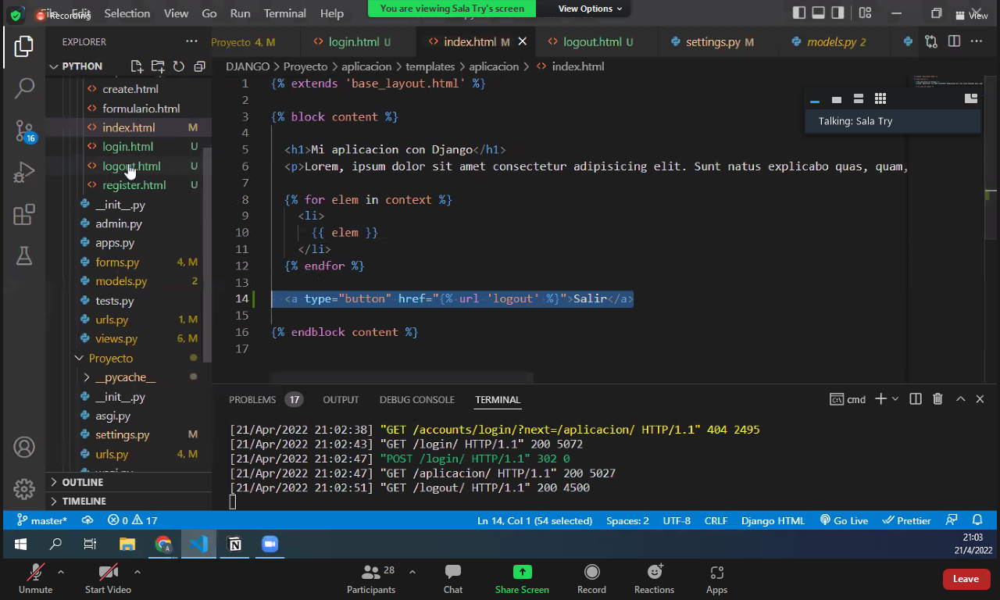 File Edit Selection View Go Run Terminal Help
Recording
You are viewing Sala Try's screen
View Options
View
EXPLORER
Proyecto 4, M
login.html U
index.html M
logout.html U
settings.py M
models.py 2
PYTHON
DJANGO > Proyecto > aplicacion > templates > aplicacion > index.html
create.html
formulario.html
index.html M
login.html U
logout.html U
register.html U
__init__.py
admin.py
apps.py
forms.py 4, M
models.py 2
tests.py
urls.py 1, M
views.py 6, M
Proyecto
__pycache__
__init__.py
asgi.py
settings.py M
urls.py 4, M
OUTLINE
TIMELINE
16
1 {% extends 'base_layout.html' %}
2
3 {% block content %}
4
5 <h1>Mi aplicacion con Django</h1>
6 <p>Lorem, ipsum dolor sit amet consectetur adipisicing elit. Sunt natus explicabo quas, quam,
7
8 {% for elem in context %}
9 <li>
10 {{ elem }}
11 </li>
12 {% endfor %}
13
14 <a type="button" href="{% url 'logout' %}">Salir</a>
15
16 {% endblock content %}
17
Talking: Sala Try
PROBLEMS 17 OUTPUT DEBUG CONSOLE TERMINAL
cmd
[21/Apr/2022 21:02:38] "GET /accounts/login/?next=/aplicacion/ HTTP/1.1" 404 2495
[21/Apr/2022 21:02:43] "GET /login/ HTTP/1.1" 200 5072
[21/Apr/2022 21:02:47] "POST /login/ HTTP/1.1" 302 0
[21/Apr/2022 21:02:47] "GET /aplicacion/ HTTP/1.1" 200 5027
[21/Apr/2022 21:02:51] "GET /logout/ HTTP/1.1" 200 4500
master* 0 17 Ln 14, Col 1 (54 selected) Spaces: 2 UTF-8 CRLF Django HTML Go Live Prettier
21:03
21/4/2022
Unmute
Start Video
28
Participants
Chat
Share Screen
Record
Reactions
Apps
Leave